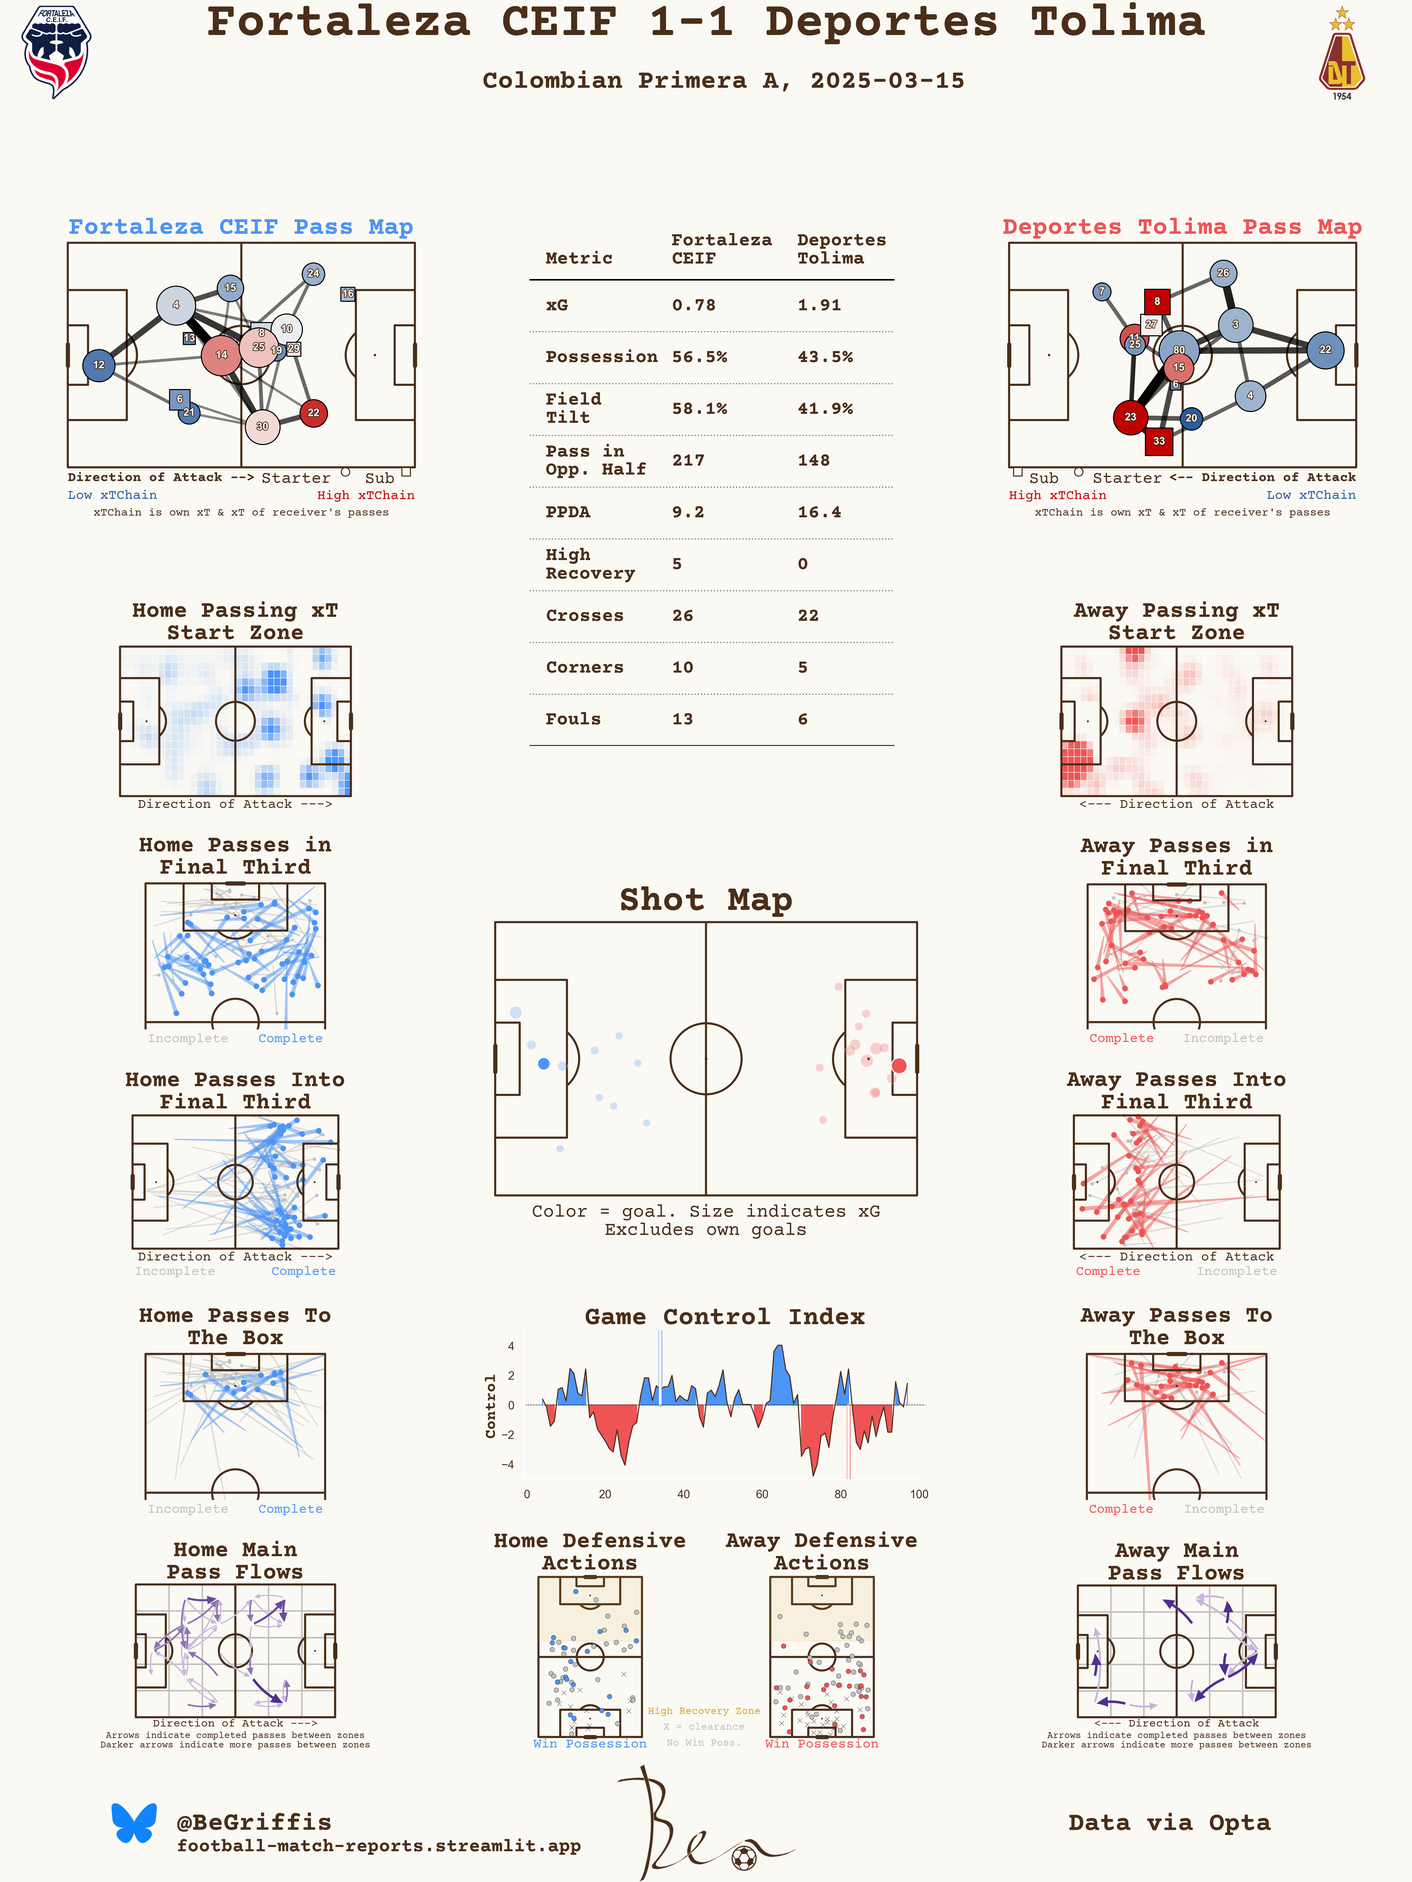 Fortaleza CEIF 1-1 Deportes Tolima
Colombian Primera A, 2025-03-15
FORTALEZA
C.E.I.F.
DT
1954
Fortaleza CEIF Pass Map
12
4
15
24
16
13
14
8
25
10
19
29
6
21
30
22
Direction of Attack --> Starter Sub
Low xTChain High xTChain
xTChain is own xT & xT of receiver's passes
Metric Fortaleza CEIF Deportes Tolima
xG 0.78 1.91
Possession 56.5% 43.5%
Field Tilt 58.1% 41.9%
Pass in Opp. Half 217 148
PPDA 9.2 16.4
High Recovery 5 0
Crosses 26 22
Corners 10 5
Fouls 13 6
Deportes Tolima Pass Map
7
8
26
27
11
25
3
80
22
15
6
4
23
20
33
Sub Starter <-- Direction of Attack
High xTChain Low xTChain
xTChain is own xT & xT of receiver's passes
Home Passing xT
Start Zone
Direction of Attack --->
Away Passing xT
Start Zone
<--- Direction of Attack
Home Passes in
Final Third
Incomplete Complete
Away Passes in
Final Third
Complete Incomplete
Shot Map
Color = goal. Size indicates xG
Excludes own goals
Home Passes Into
Final Third
Direction of Attack --->
Incomplete Complete
Away Passes Into
Final Third
<--- Direction of Attack
Complete Incomplete
Home Passes To
The Box
Incomplete Complete
Game Control Index
Control
4
2
0
−2
−4
0 20 40 60 80 100
Away Passes To
The Box
Complete Incomplete
Home Main
Pass Flows
Direction of Attack --->
Arrows indicate completed passes between zones
Darker arrows indicate more passes between zones
Home Defensive
Actions
Win Possession
High Recovery Zone
X = clearance
No Win Poss.
Away Defensive
Actions
Win Possession
Away Main
Pass Flows
<--- Direction of Attack
Arrows indicate completed passes between zones
Darker arrows indicate more passes between zones
@BeGriffis
football-match-reports.streamlit.app
Ben
Data via Opta